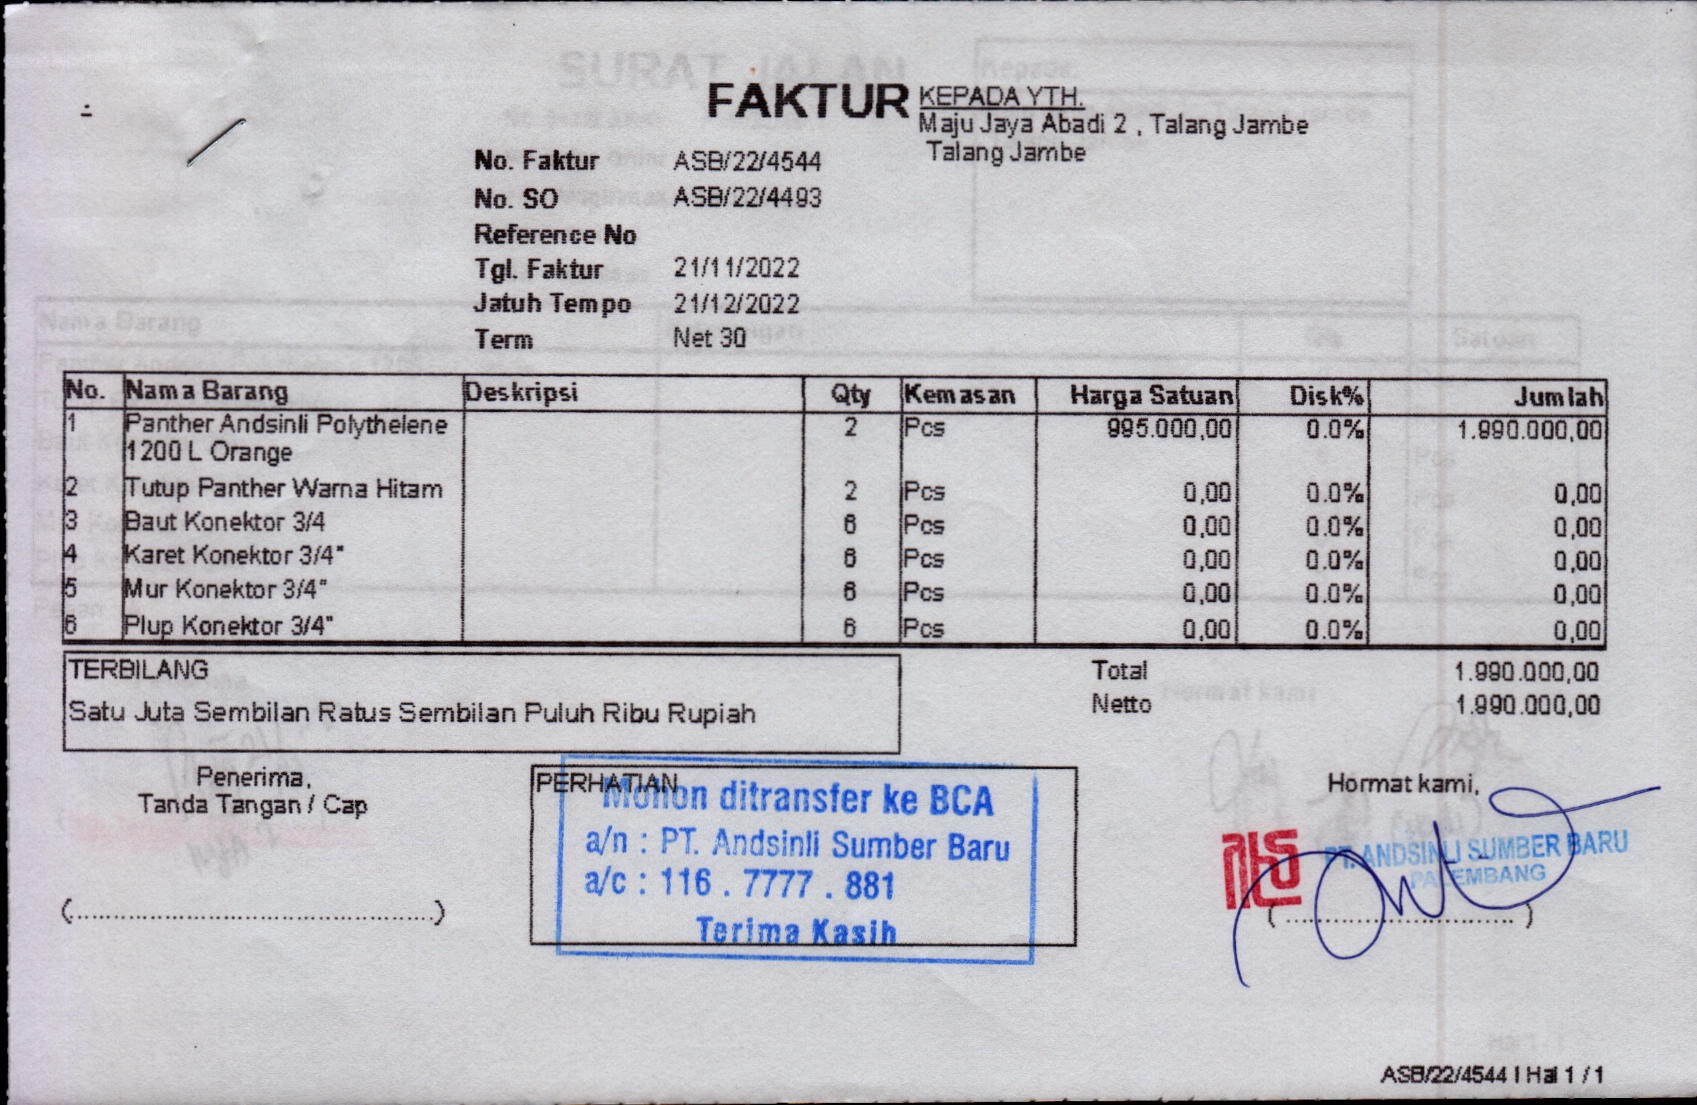 FAKTUR
KEPADA YTH.
Maju Jaya Abadi 2 , Talang Jambe
Talang Jambe
No. Faktur ASB/22/4544
No. SO ASB/22/4493
Reference No
Tgl. Faktur 21/11/2022
Jatuh Tempo 21/12/2022
Term Net 30
No. Nama Barang Deskripsi Qty Kemasan Harga Satuan Disk% Jumlah
1 Panther Andsinli Polythelene 2 Pcs 995.000,00 0.0% 1.990.000,00
1200 L Orange
2 Tutup Panther Warna Hitam 2 Pcs 0,00 0.0% 0,00
3 Baut Konektor 3/4 6 Pcs 0,00 0.0% 0,00
4 Karet Konektor 3/4" 6 Pcs 0,00 0.0% 0,00
5 Mur Konektor 3/4" 6 Pcs 0,00 0.0% 0,00
6 Plup Konektor 3/4" 6 Pcs 0,00 0.0% 0,00
TERBILANG
Satu Juta Sembilan Ratus Sembilan Puluh Ribu Rupiah
Total 1.990.000,00
Netto 1.990.000,00
Penerima,
Tanda Tangan / Cap
(..........................................)
PERHATIAN
Mohon ditransfer ke BCA
a/n : PT. Andsinli Sumber Baru
a/c : 116 . 7777 . 881
Terima Kasih
Hormat kami,
PT. ANDSINLI SUMBER BARU
PALEMBANG
(..............................)
ASB/22/4544 | Hal 1 / 1